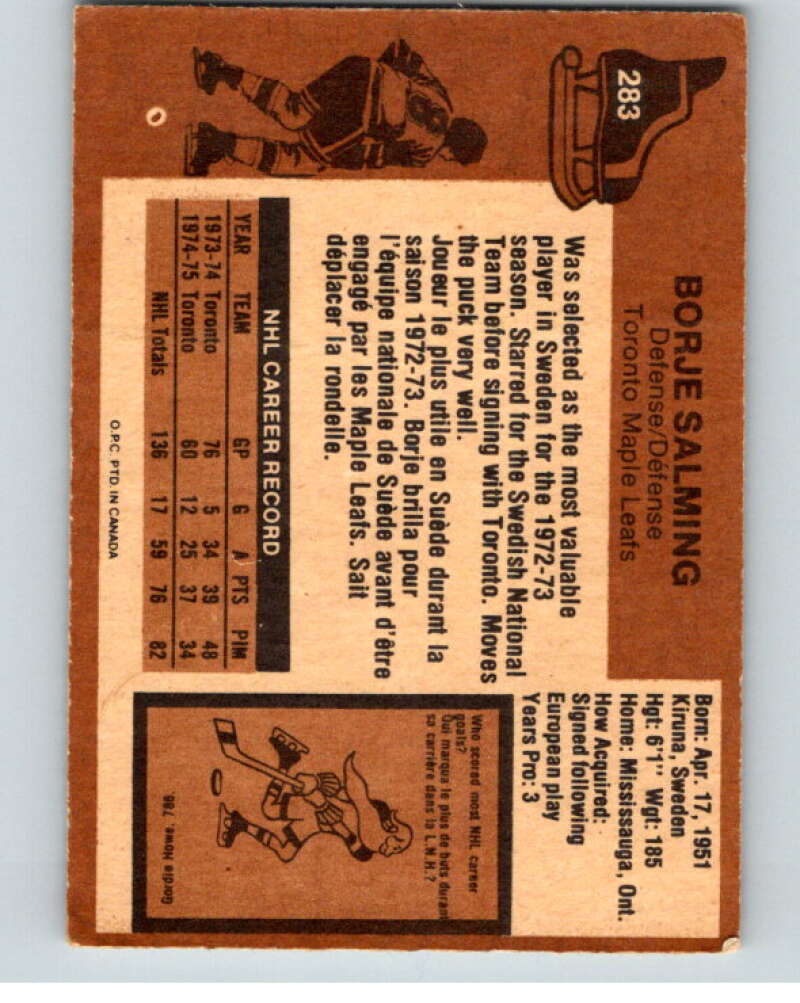 283
BORJE SALMING
Defense/Défense
Toronto Maple Leafs
Born: Apr. 17, 1951
Kiruna, Sweden
Hgt: 6'1" Wgt: 185
Home: Mississauga, Ont.
How Acquired:
Signed following
European play
Years Pro: 3
Was selected as the most valuable
player in Sweden for the 1972-73
season. Starred for the Swedish National
Team before signing with Toronto. Moves
the puck very well.
Joueur le plus utile en Suède durant la
saison 1972-73. Borje brilla pour
l'équipe nationale de Suède avant d'être
engagé par les Maple Leafs. Sait
déplacer la rondelle.
NHL CAREER RECORD
YEAR TEAM GP G A PTS PIM
1973-74 Toronto 76 5 34 39 48
1974-75 Toronto 60 12 25 37 34
NHL Totals 136 17 59 76 82
O.P.C. PTD. IN CANADA
Who scored most NHL career
goals?
Qui marqua le plus de buts durant
sa carrière dans la L.N.H.?
Gordie Howe, 786.
8